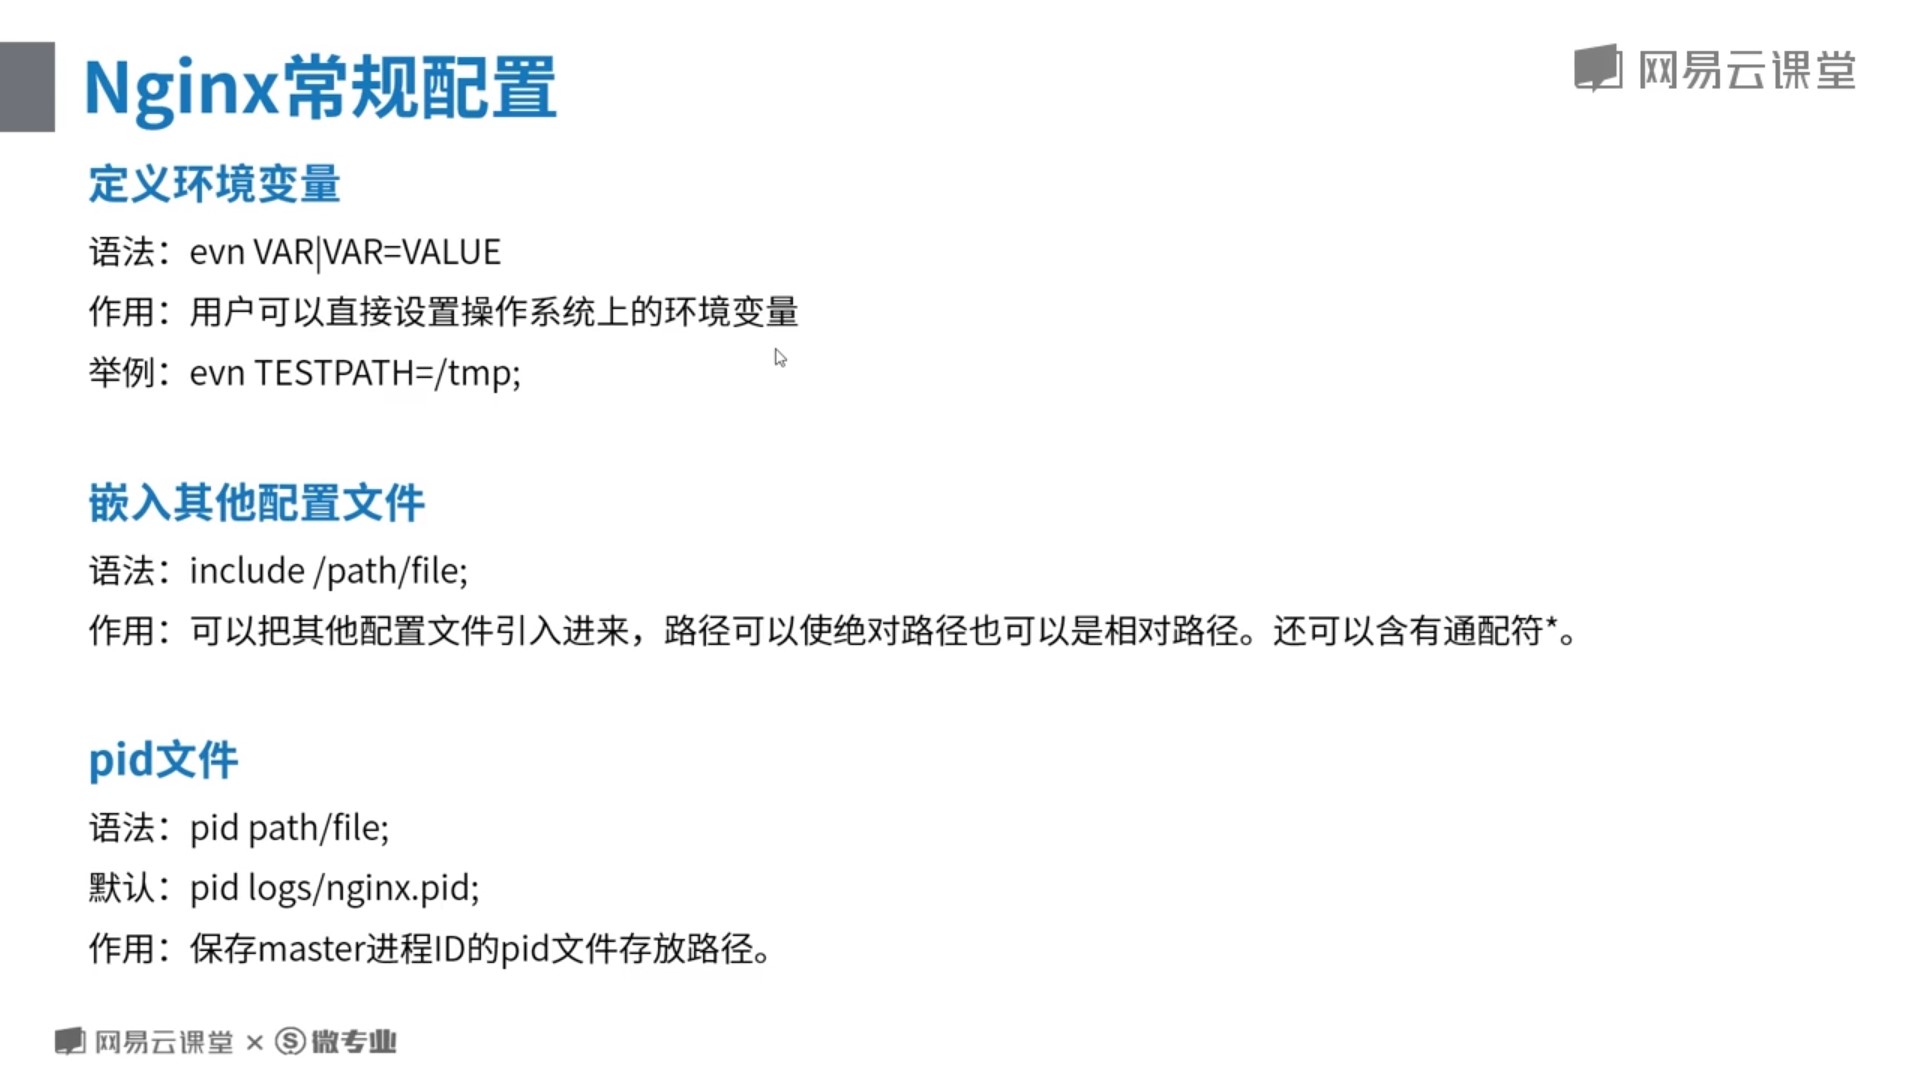 Nginx常规配置
网易云课堂
定义环境变量
语法：evn VAR|VAR=VALUE
作用：用户可以直接设置操作系统上的环境变量
举例：evn TESTPATH=/tmp;
嵌入其他配置文件
语法：include /path/file;
作用：可以把其他配置文件引入进来，路径可以使绝对路径也可以是相对路径。还可以含有通配符*。
pid文件
语法：pid path/file;
默认：pid logs/nginx.pid;
作用：保存master进程ID的pid文件存放路径。
网易云课堂 × 微专业